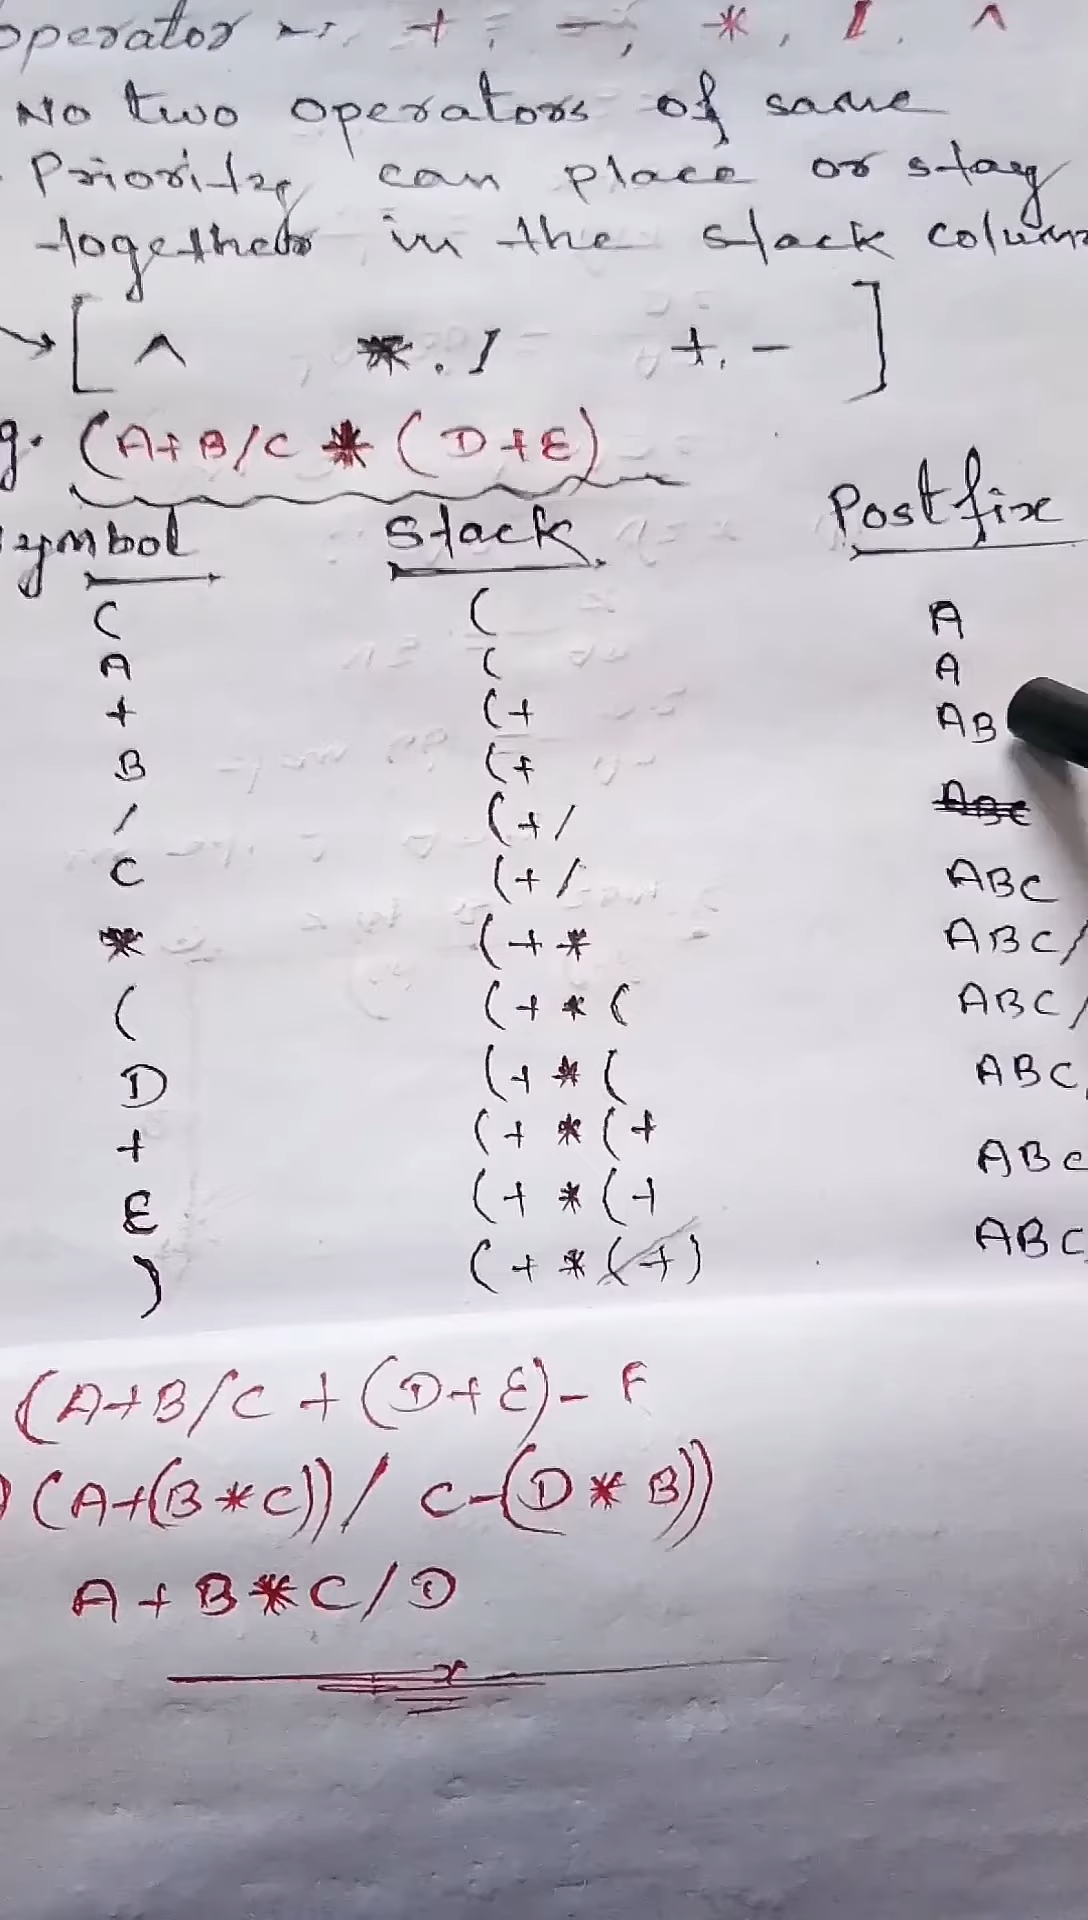 operator + , - , * , / , ^
No two operators of same
Priority can place or stay
together in the stack column
[ ^ * . / + . - ]
g. (A+B/C * (D+E)
ymbol Stack Postfix
( ( A
A ( A
+ (+ AB
B (+
/ (+/ ABC
C (+/ ABC
* (+* ABC/
( (+*( ABC/
D (+*( ABC
+ (+*(+ ABC
E (+*(+ ABC
) (+*(+)
(A+B/C + (D+E)- F
(A+(B*C))/ C-(D*B))
A+B*C/D
x